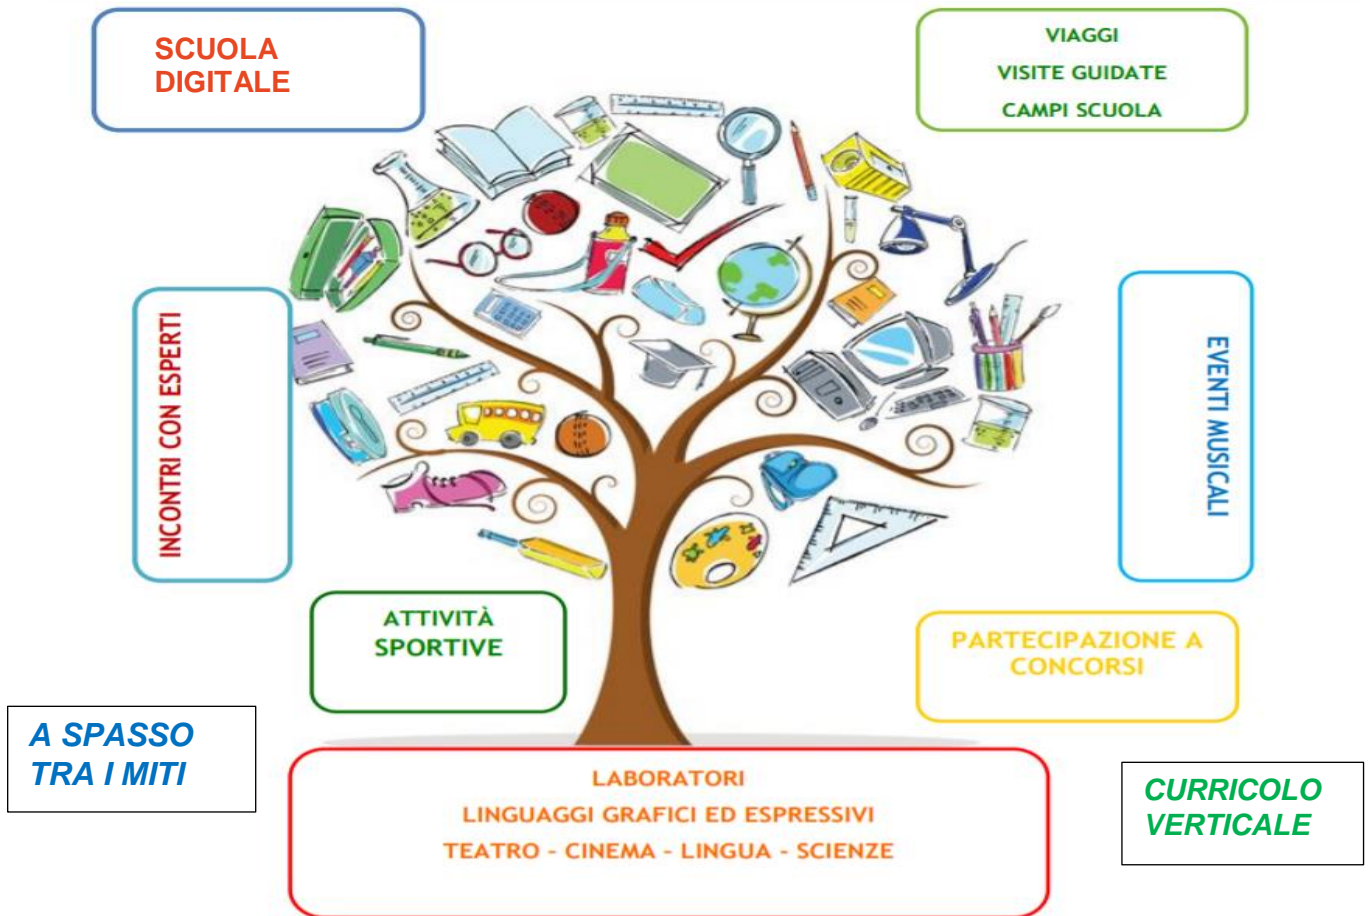 SCUOLA
DIGITALE
VIAGGI
VISITE GUIDATE
CAMPI SCUOLA
INCONTRI CON ESPERTI
EVENTI MUSICALI
ATTIVITÀ
SPORTIVE
PARTECIPAZIONE A
CONCORSI
A SPASSO
TRA I MITI
LABORATORI
LINGUAGGI GRAFICI ED ESPRESSIVI
TEATRO - CINEMA - LINGUA - SCIENZE
CURRICOLO
VERTICALE